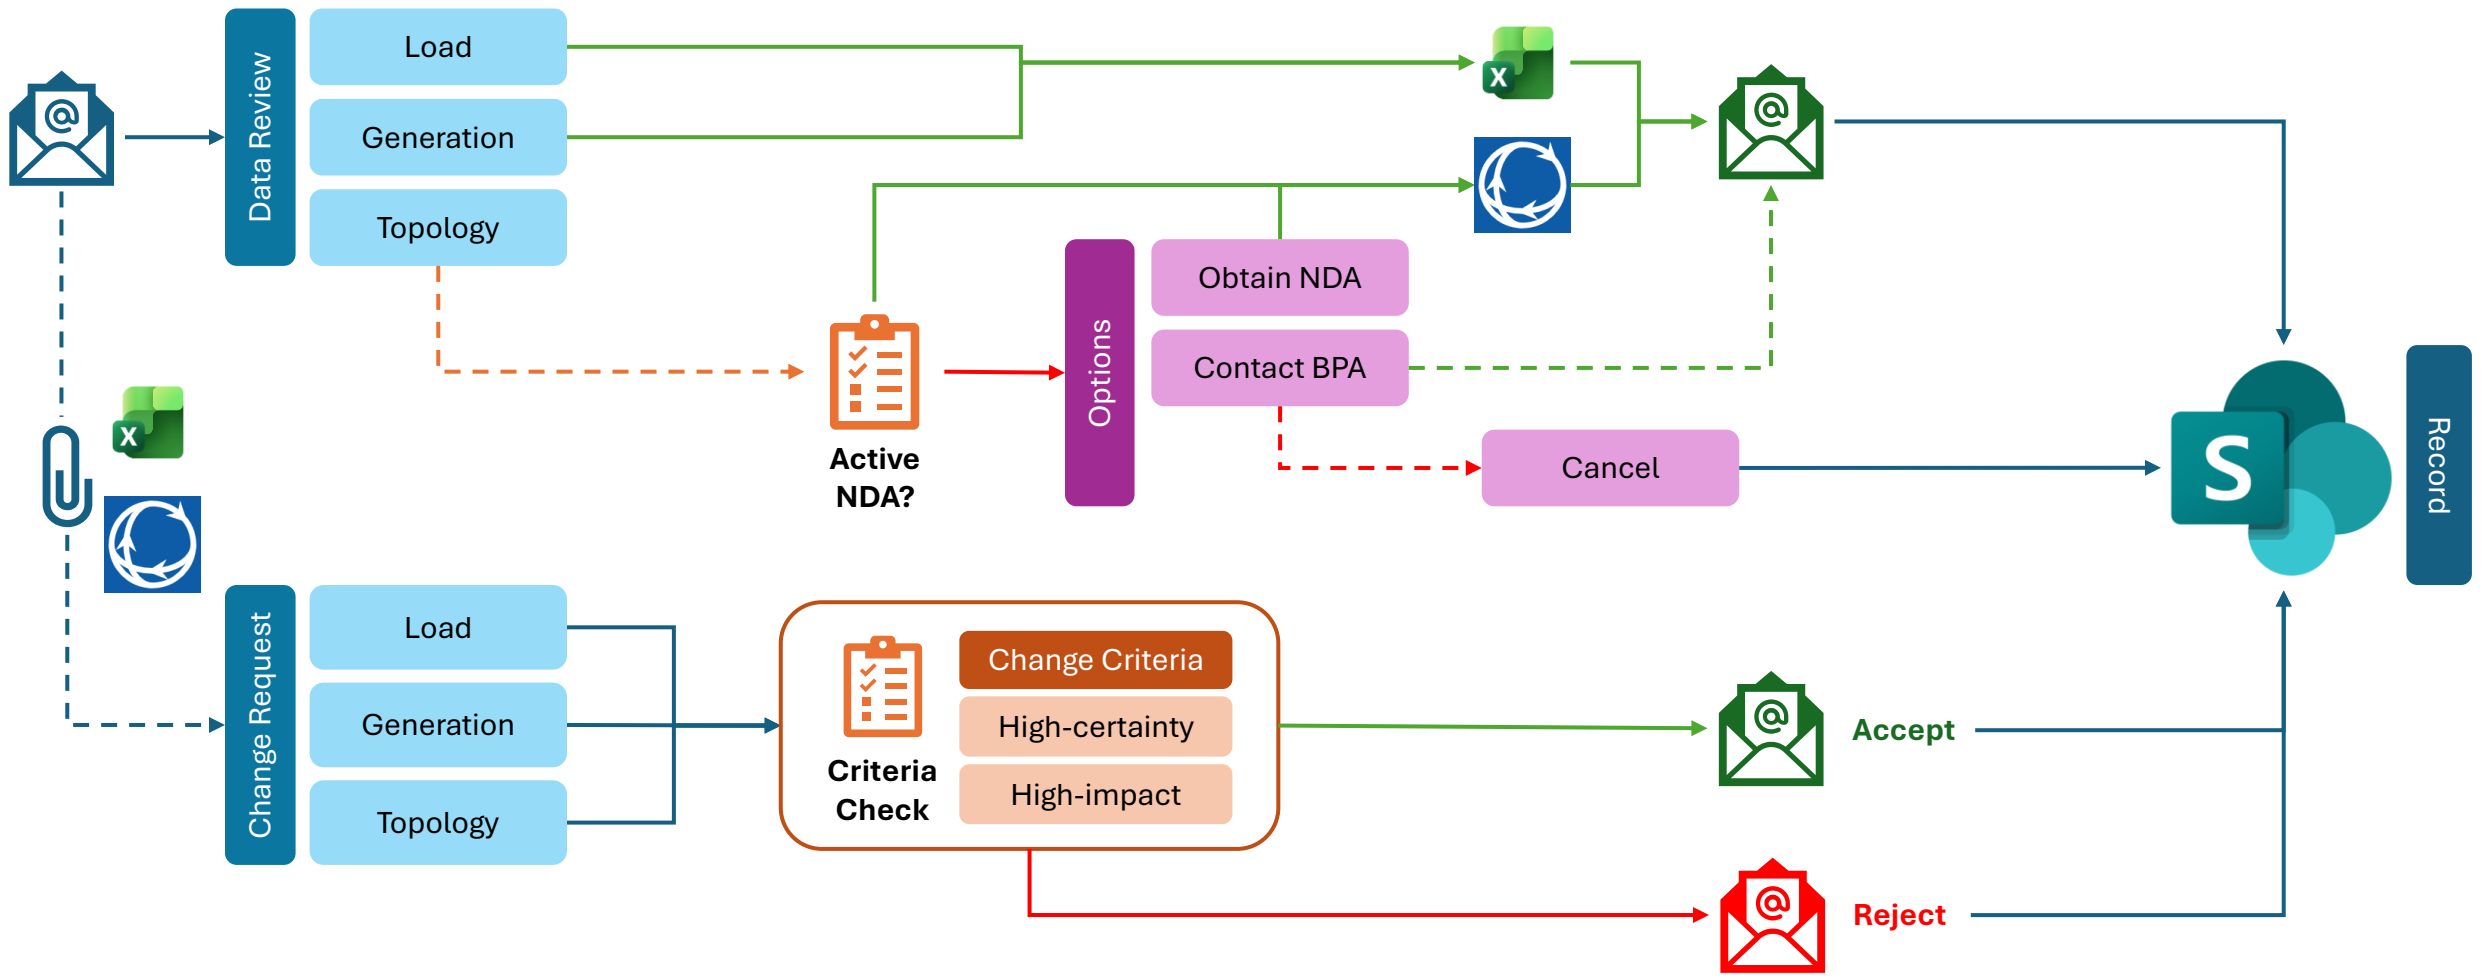 Data Review
Load
Generation
Topology
Active
NDA?
Options
Obtain NDA
Contact BPA
Cancel
Record
Change Request
Load
Generation
Topology
Criteria
Check
Change Criteria
High-certainty
High-impact
Accept
Reject
X
X
S
@
@
@
@